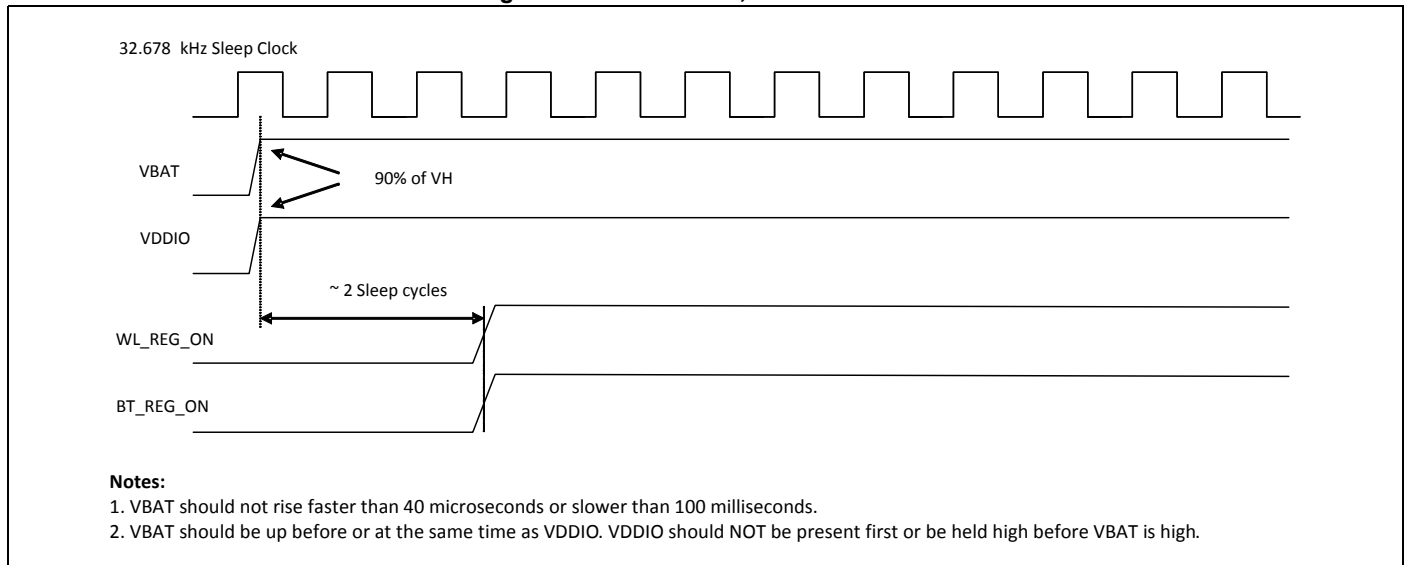 32.678 kHz Sleep Clock
VBAT
90% of VH
VDDIO
~ 2 Sleep cycles
WL_REG_ON
BT_REG_ON
Notes:
1. VBAT should not rise faster than 40 microseconds or slower than 100 milliseconds.
2. VBAT should be up before or at the same time as VDDIO. VDDIO should NOT be present first or be held high before VBAT is high.